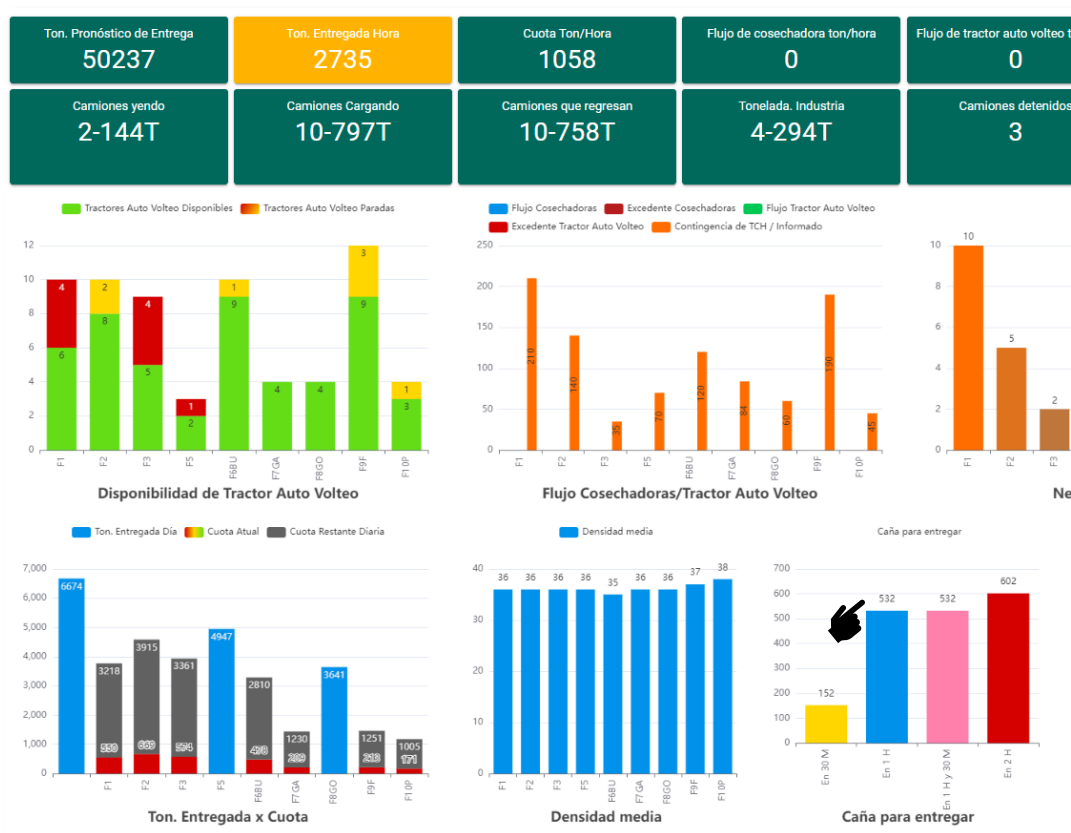 Ton. Pronóstico de Entrega
50237
Ton. Entregada Hora
2735
Cuota Ton/Hora
1058
Flujo de cosechadora ton/hora
0
Flujo de tractor auto volteo t
0
Camiones yendo
2-144T
Camiones Cargando
10-797T
Camiones que regresan
10-758T
Tonelada. Industria
4-294T
Camiones detenidos
3
Tractores Auto Volteo Disponibles Tractores Auto Volteo Paradas
12
10
8
6
4
2
0
4 2 4 1 1 3 1
6 8 5 2 9 4 4 9 3
F1 F2 F3 F5 F6BU F7GA F8GO F9F F10P
Disponibilidad de Tractor Auto Volteo
Flujo Cosechadoras Excedente Cosechadoras Flujo Tractor Auto Volteo
Excedente Tractor Auto Volteo Contingencia de TCH / Informado
250
200
150
100
50
0
210 140 35 70 120 84 60 190 45
F1 F2 F3 F5 F6BU F7GA F8GO F9F F10P
Flujo Cosechadoras/Tractor Auto Volteo
10
8
6
4
2
0
10 5 2
F1 F2 F3
Ne
Ton. Entregada Día Cuota Atual Cuota Restante Diaria
7,000
6,000
5,000
4,000
3,000
2,000
1,000
0
6674 3218 3915 3361 4947 2810 1230 3641 1251 1005
574 213 171
F1 F2 F3 F5 F6BU F7GA F8GO F9F F10P
Ton. Entregada x Cuota
Densidad media
40
30
20
10
0
36 36 36 36 35 36 36 37 38
F1 F2 F3 F5 F6BU F7GA F8GO F9F F10P
Densidad media
Caña para entregar
700
600
500
400
300
200
100
0
152 532 532 602
En 30 M En 1 H En 1 H y 30 M En 2 H
Caña para entregar